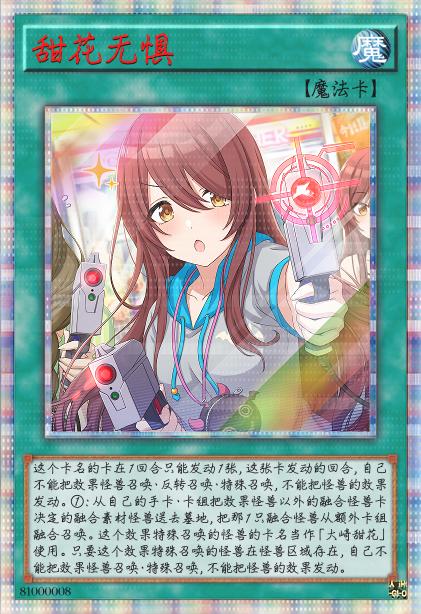 甜花无惧
魔
【魔法卡】
这个卡名的卡在1回合只能发动1张，这张卡发动的回合，自己
不能把效果怪兽召唤·反转召唤·特殊召唤，不能把怪兽的效果
发动。①：从自己的手卡·卡组把效果怪兽以外的融合怪兽卡
决定的融合素材怪兽送去墓地，把那1只融合怪兽从额外卡组
融合召唤。这个效果特殊召唤的怪兽的卡名当作「大崎甜花」
使用。只要这个效果特殊召唤的怪兽在怪兽区域存在，自己不
能把效果怪兽召唤·特殊召唤，不能把怪兽的效果发动。
81000008